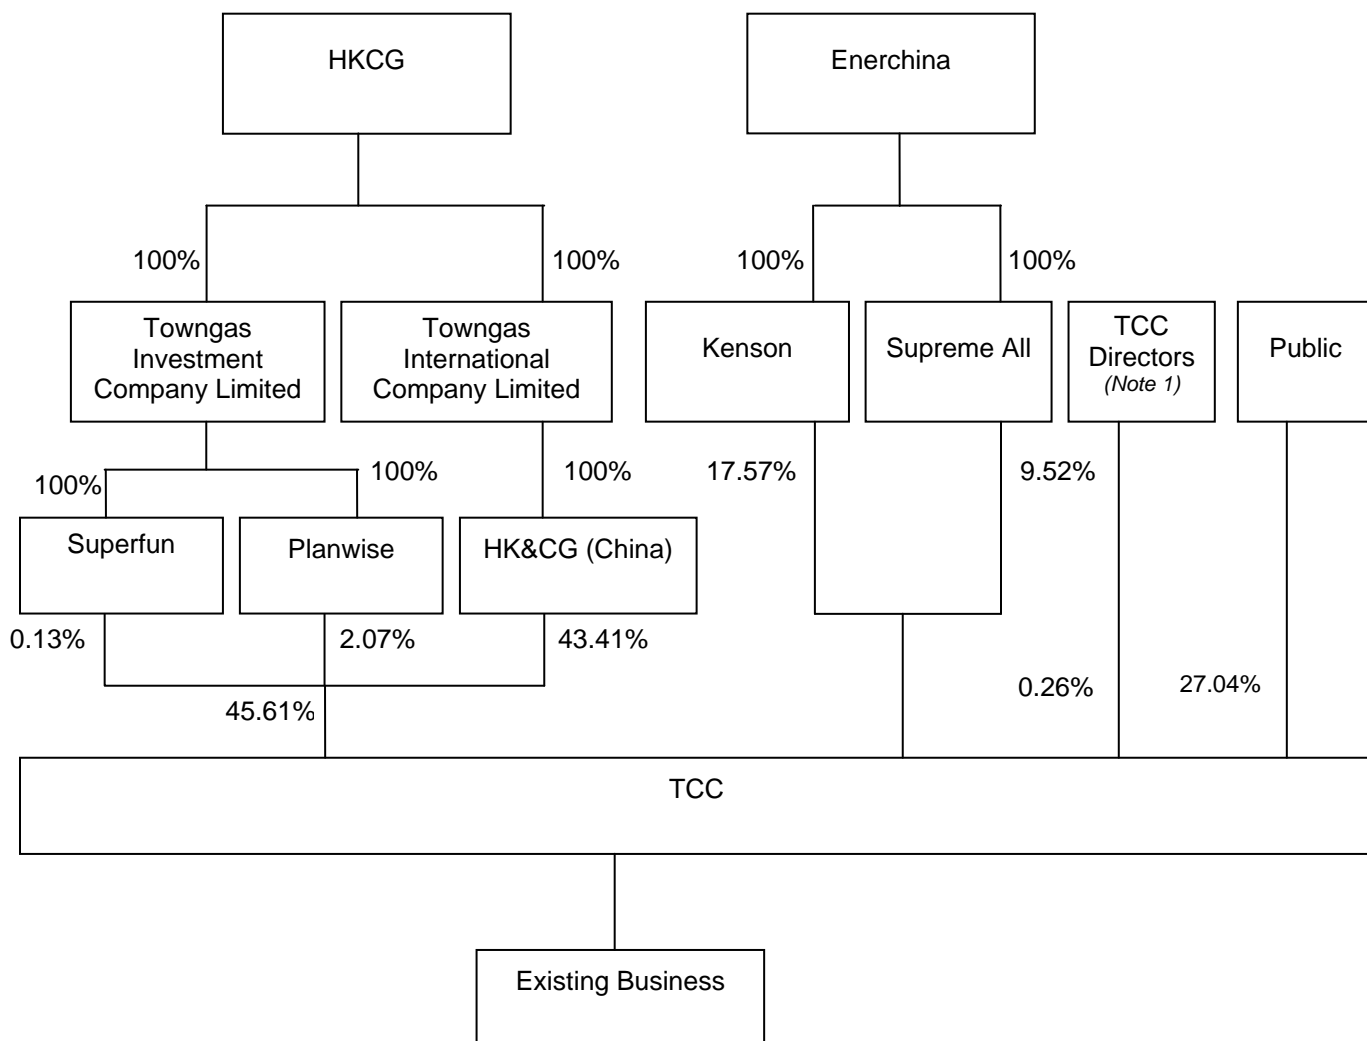 HKCG
Enerchina
100%
100%
100%
100%
Towngas
Investment
Company Limited
Towngas
International
Company Limited
Kenson
Supreme All
TCC
Directors
(Note 1)
Public
100%
100%
100%
17.57%
9.52%
Superfun
Planwise
HK&CG (China)
0.13%
2.07%
43.41%
45.61%
0.26%
27.04%
TCC
Existing Business